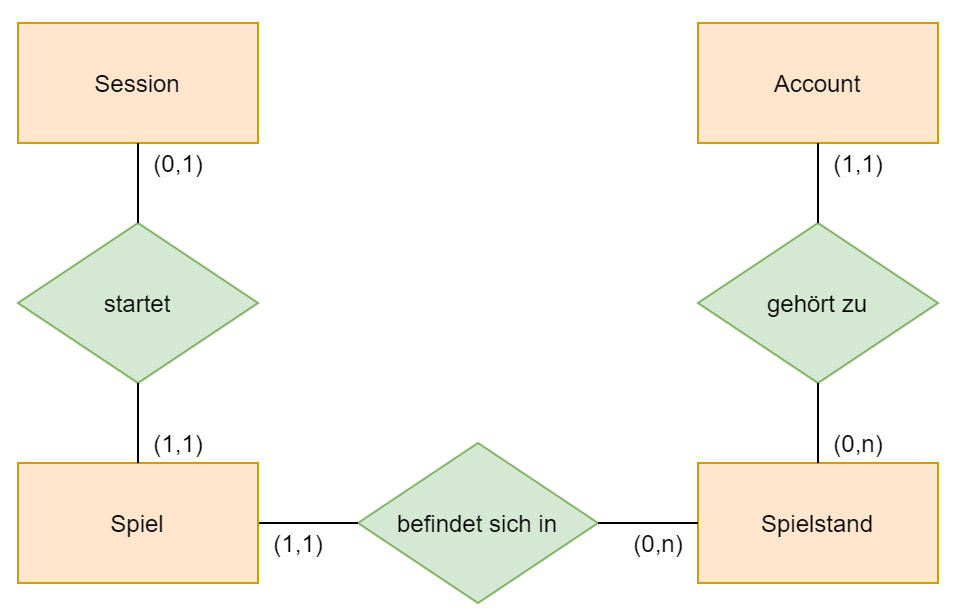 Session
Account
(0,1)
(1,1)
startet
gehört zu
(1,1)
(0,n)
Spiel
befindet sich in
Spielstand
(1,1)
(0,n)